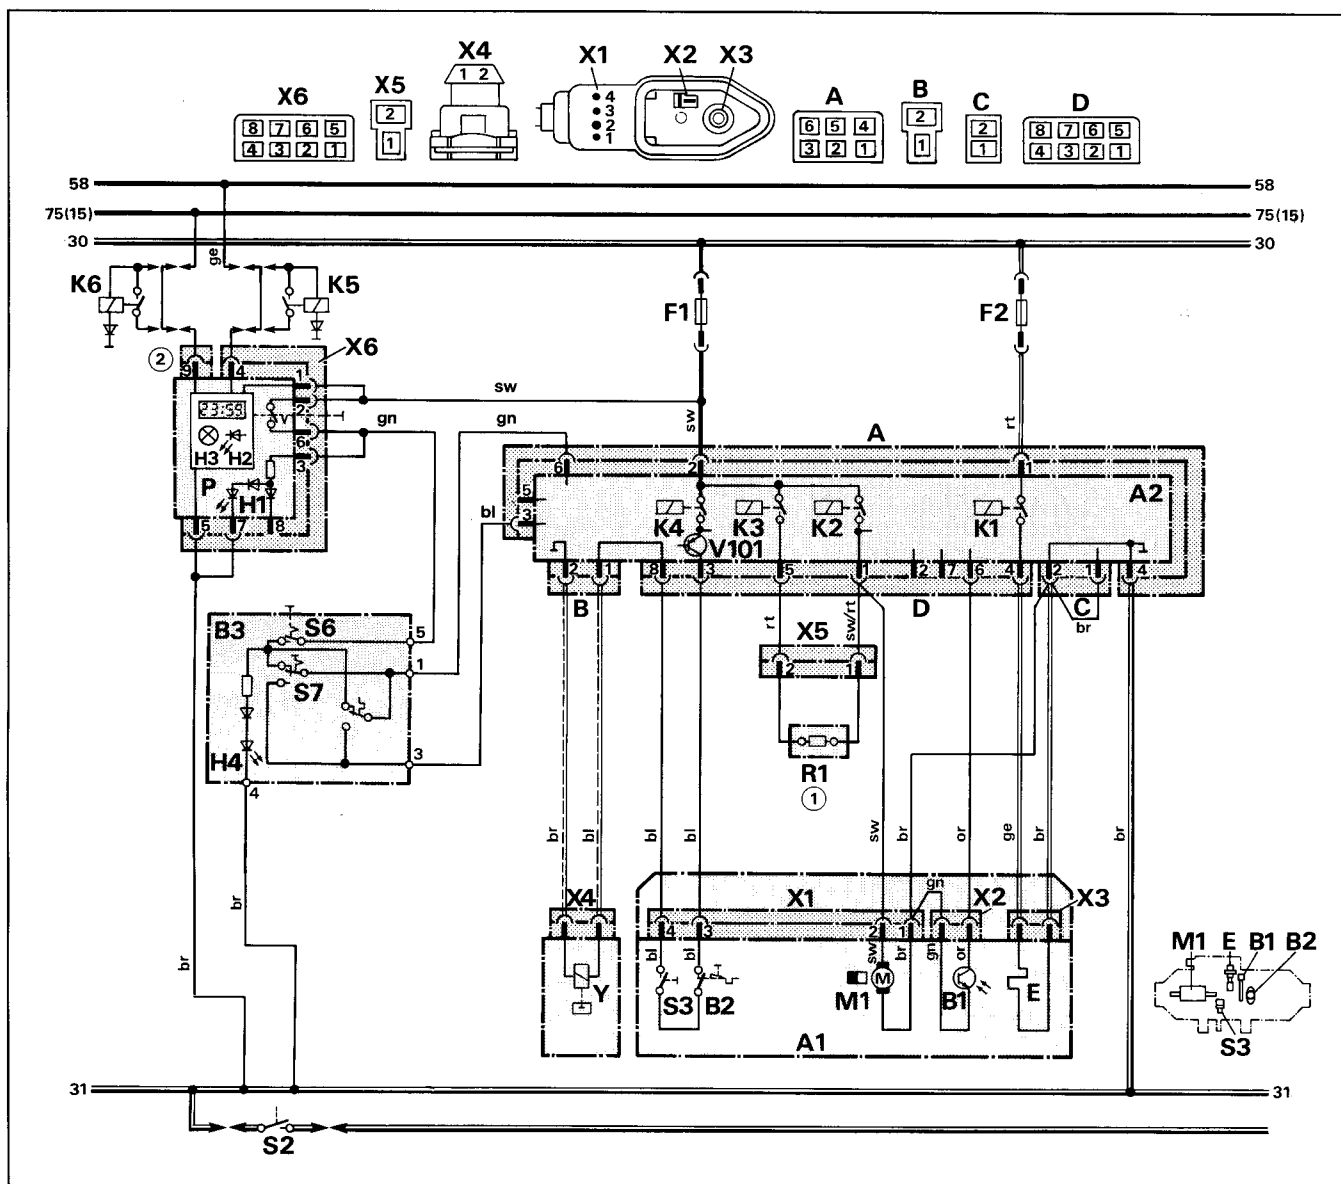 X4
X1 X2 X3
X6 X5 A B C D
1 2
4
3
2
1
8 7 6 5
4 3 2 1
2
1
6 5 4
3 2 1
2
1
2
1
8 7 6 5
4 3 2 1
58 58
75(15) 75(15)
30 30
ge
K6 K5
F1 F2
2 X6
9 4 1
sw
2
gn gn sw rt
A
23:59
V
6
H3 H2
3
6 2 1
P H1
5
3
bl
K4 K3 K2 K1 A2
V101
5 7 8
2 1 8 3 5 1 2 7 6 4 2 1 4
B D C
br
B3 S6 5
1
S7
rt sw/rt
X5
2 1
H4 3
4
R1
1
br bl bl bl sw br or ge br br
br
br
X4 X1 gn X2 X3
4 3 2 1
bl bl sw br gn or
Y S3 B2 M1 M B1 E
A1
M1 E B1 B2
S3
31 31
S2